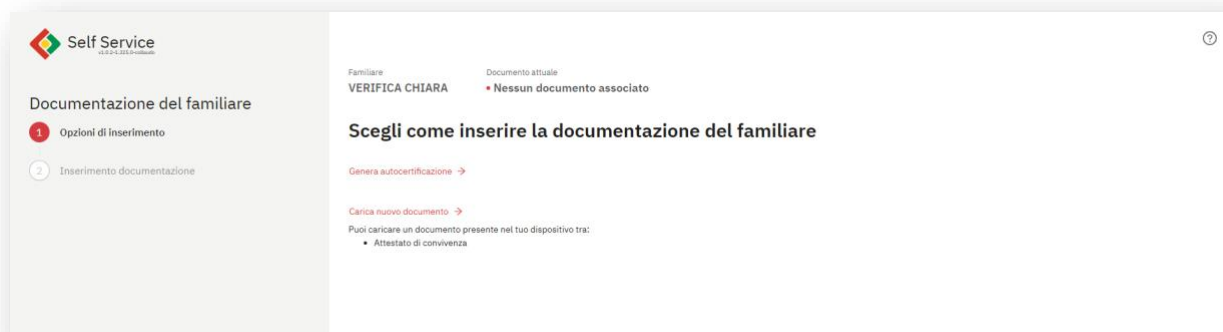 Self Service
Documentazione del familiare
1 Opzioni di inserimento
2 Inserimento documentazione
Familiare
VERIFICA CHIARA
Documento attuale
Nessun documento associato
Scegli come inserire la documentazione del familiare
Genera autocertificazione →
Carica nuovo documento →
Puoi caricare un documento presente nel tuo dispositivo tra:
• Attestato di convivenza